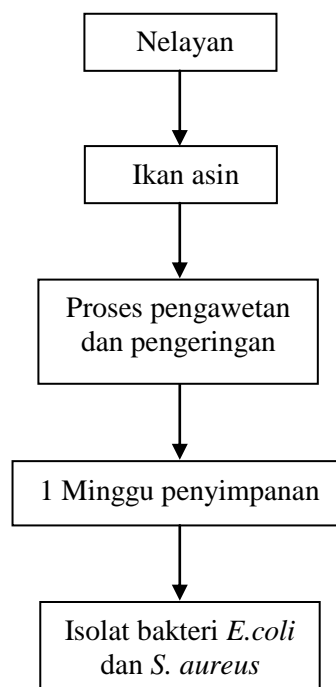 Nelayan
Ikan asin
Proses pengawetan
dan pengeringan
1 Minggu penyimpanan
Isolat bakteri E.coli
dan S. aureus